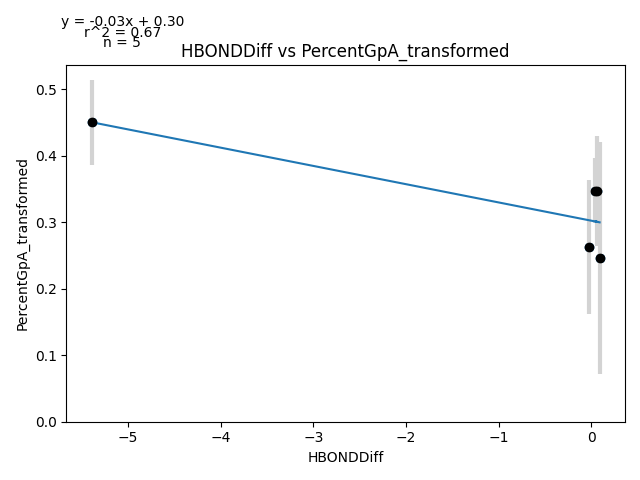 y = -0.03x + 0.30
r^2 = 0.67
n = 5
HBONDDiff vs PercentGpA_transformed
PercentGpA_transformed
0.5
0.4
0.3
0.2
0.1
0.0
−5 −4 −3 −2 −1 0
HBONDDiff